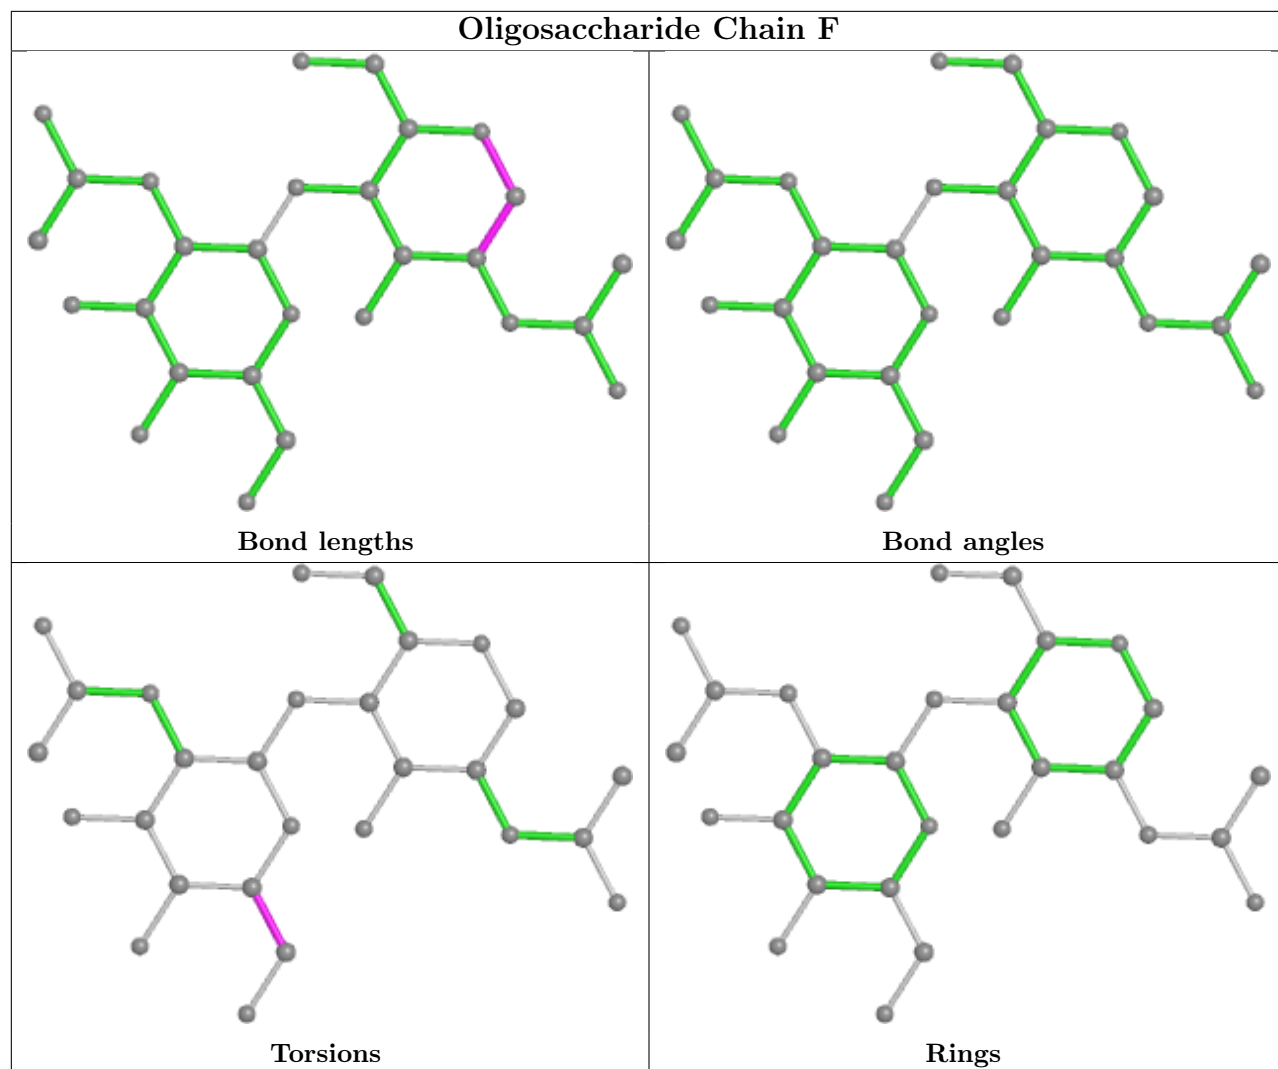 Oligosaccharide Chain F
Bond lengths
Bond angles
Torsions
Rings